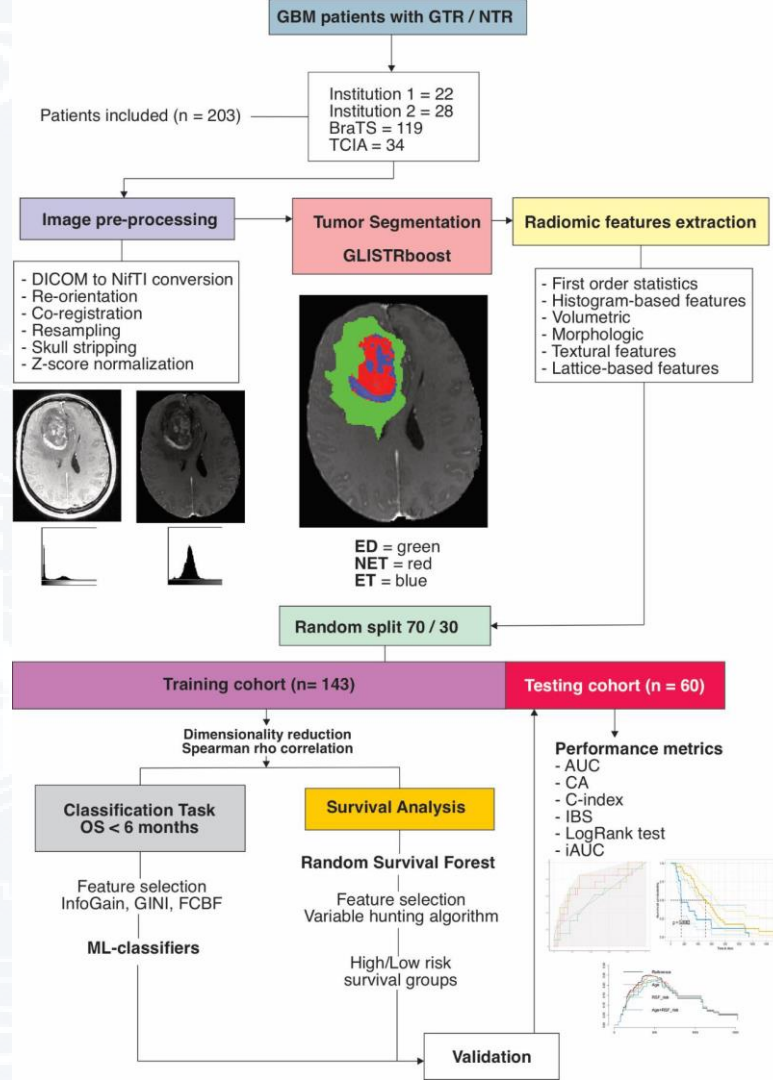 GBM patients with GTR / NTR
Patients included (n = 203)
Institution 1 = 22
Institution 2 = 28
BraTS = 119
TCIA = 34
Image pre-processing
Tumor Segmentation
GLISTRboost
Radiomic features extraction
- DICOM to NifTI conversion
- Re-orientation
- Co-registration
- Resampling
- Skull stripping
- Z-score normalization
- First order statistics
- Histogram-based features
- Volumetric
- Morphologic
- Textural features
- Lattice-based features
ED = green
NET = red
ET = blue
Random split 70 / 30
Training cohort (n= 143)
Testing cohort (n = 60)
Dimensionality reduction
Spearman rho correlation
Classification Task
OS < 6 months
Survival Analysis
Feature selection
InfoGain, GINI, FCBF
ML-classifiers
Random Survival Forest
Feature selection
Variable hunting algorithm
High/Low risk
survival groups
Performance metrics
- AUC
- CA
- C-index
- IBS
- LogRank test
- iAUC
Reference
Age
RSF_risk
Age+RSF_risk
Validation